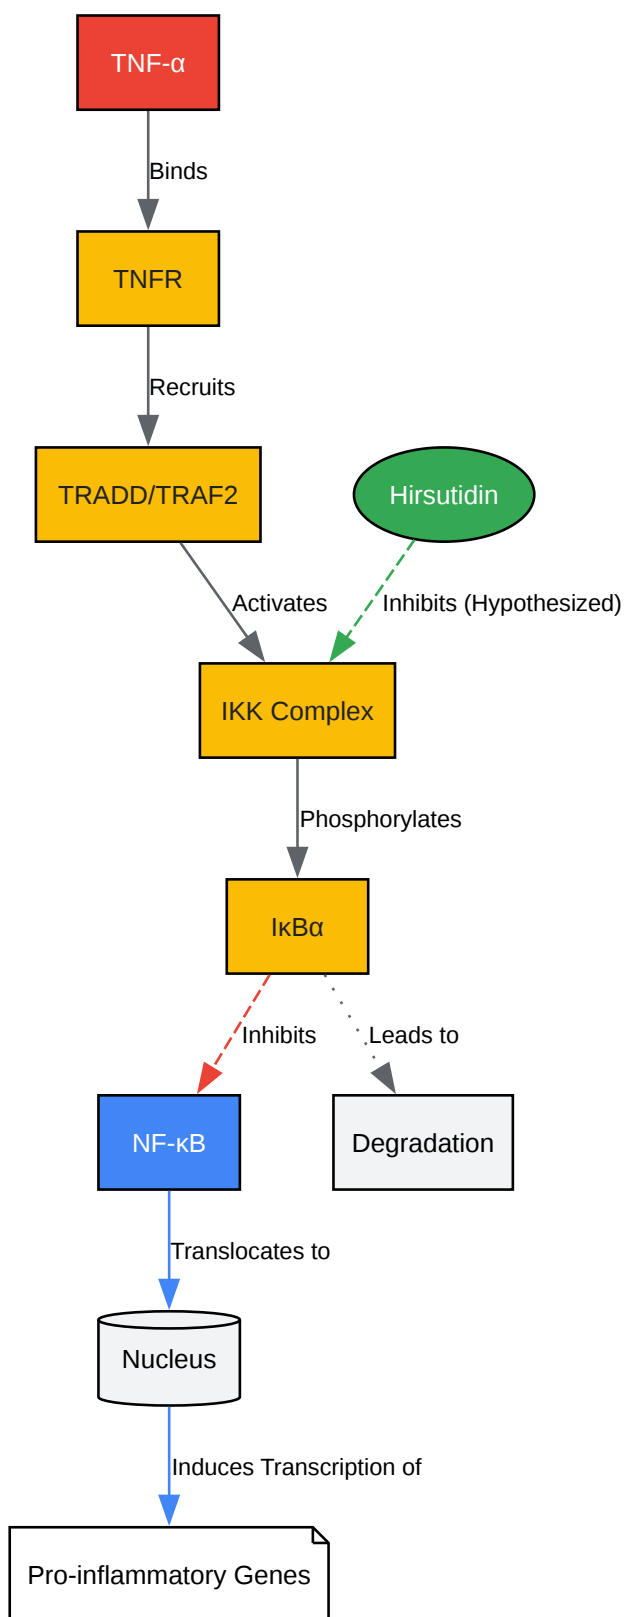 TNF-α
Binds
TNFR
Recruits
TRADD/TRAF2
Hirsutidin
Activates
Inhibits (Hypothesized)
IKK Complex
Phosphorylates
IκBα
Inhibits
Leads to
NF-κB
Degradation
Translocates to
Nucleus
Induces Transcription of
Pro-inflammatory Genes